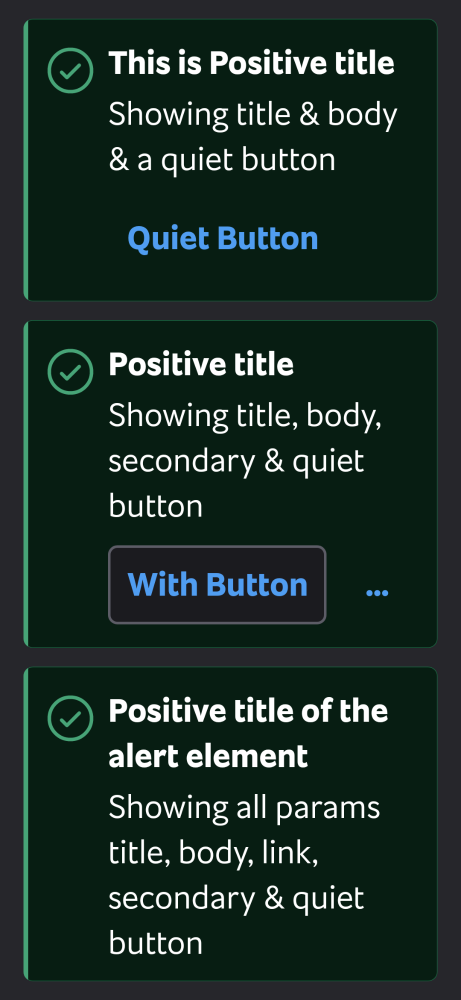 This is Positive title
Showing title & body
& a quiet button
Quiet Button
Positive title
Showing title, body,
secondary & quiet
button
With Button
...
Positive title of the
alert element
Showing all params
title, body, link,
secondary & quiet
button